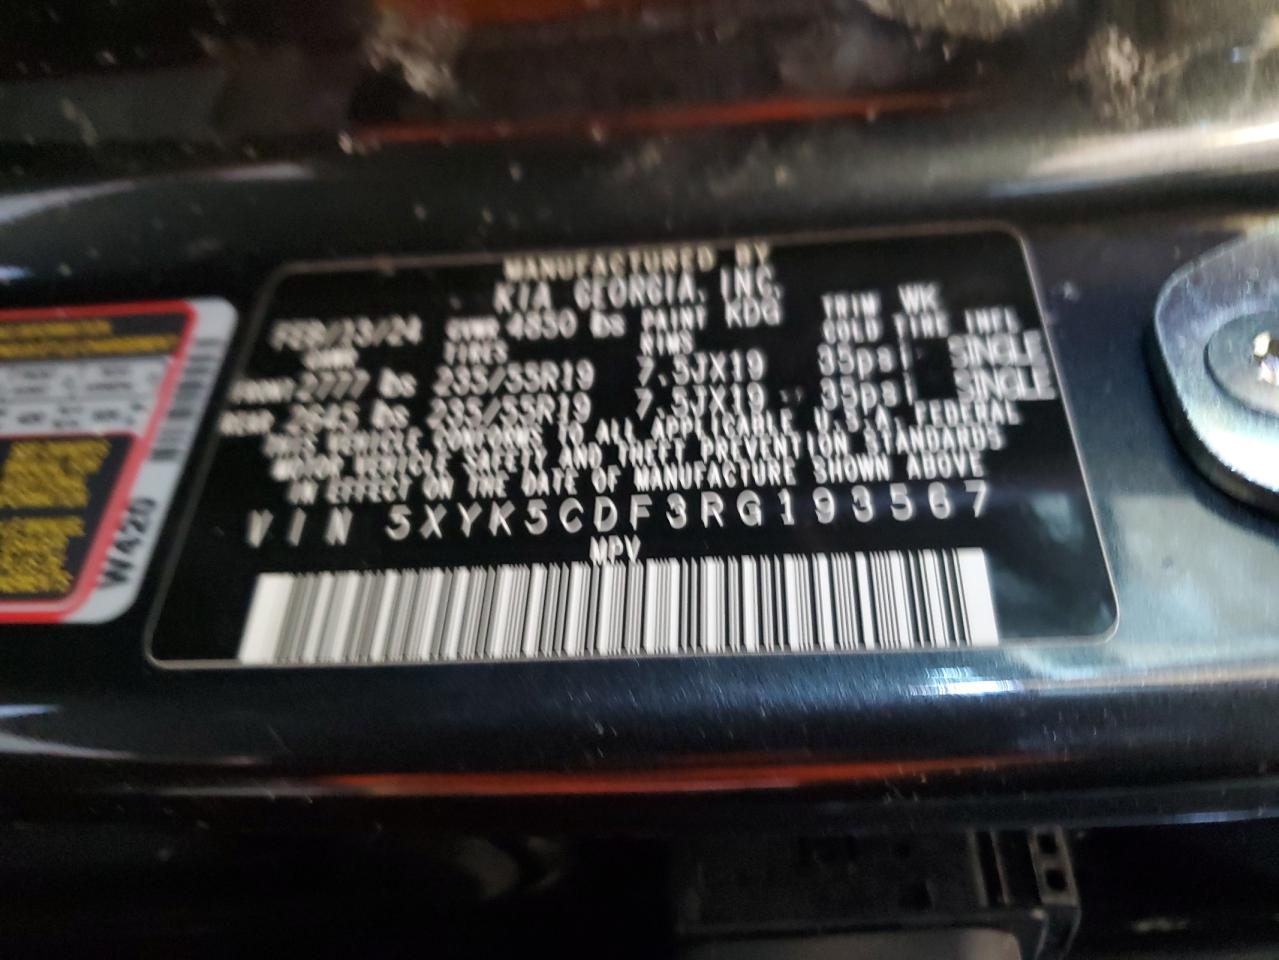 MANUFACTURED BY
KIA GEORGIA, INC.
FEB/23/24 GVWR 4850 lbs PAINT KDG TRIM WK
GAWR TIRES RIMS COLD TIRE INFL
FRONT 2777 lbs 235/55R19 7.5JX19 35psi SINGLE
REAR 2645 lbs 235/55R19 7.5JX19 35psi SINGLE
THIS VEHICLE CONFORMS TO ALL APPLICABLE U.S.A. FEDERAL
MOTOR VEHICLE SAFETY AND THEFT PREVENTION STANDARDS
IN EFFECT ON THE DATE OF MANUFACTURE SHOWN ABOVE
VIN 5XYK5CDF3RG193567
MPV
W420